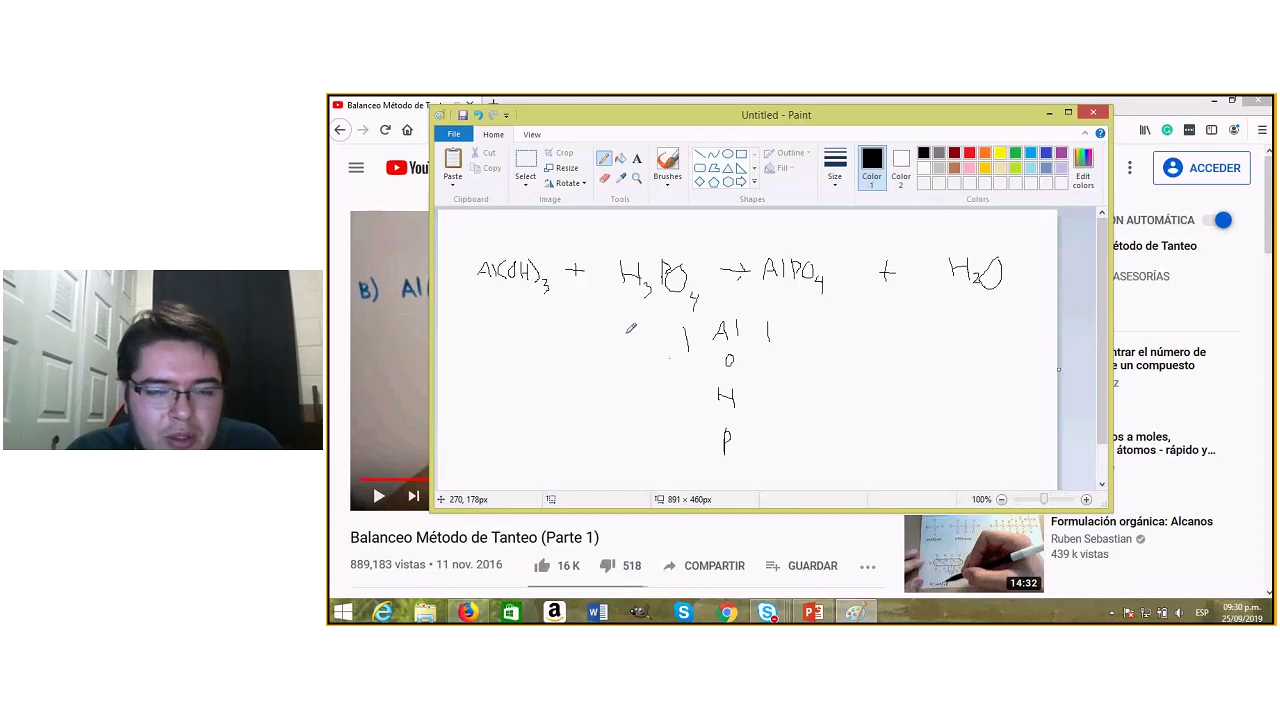 Balanceo Método de Tan
Untitled - Paint
File Home View
Cut
Copy
Paste
Clipboard
Crop
Resize
Rotate
Select
Image
Tools
Brushes
Outline
Fill
Shapes
Size
Color 1
Color 2
Edit colors
Colors
You
ACCEDER
B) Al(
Al(OH)3 + H3PO4 → AlPO4 + H2O
1 Al 1
O
H
P
ON AUTOMÁTICA
étodo de Tanteo
ASESORÍAS
ntrar el número de
e un compuesto
z
os a moles,
átomos - rápido y…
270, 178px
891 × 460px
100%
Balanceo Método de Tanteo (Parte 1)
889,183 vistas • 11 nov. 2016
16 K
518
COMPARTIR
GUARDAR
Formulación orgánica: Alcanos
Ruben Sebastian
439 k vistas
14:32
ESP
09:30 p.m.
25/09/2019